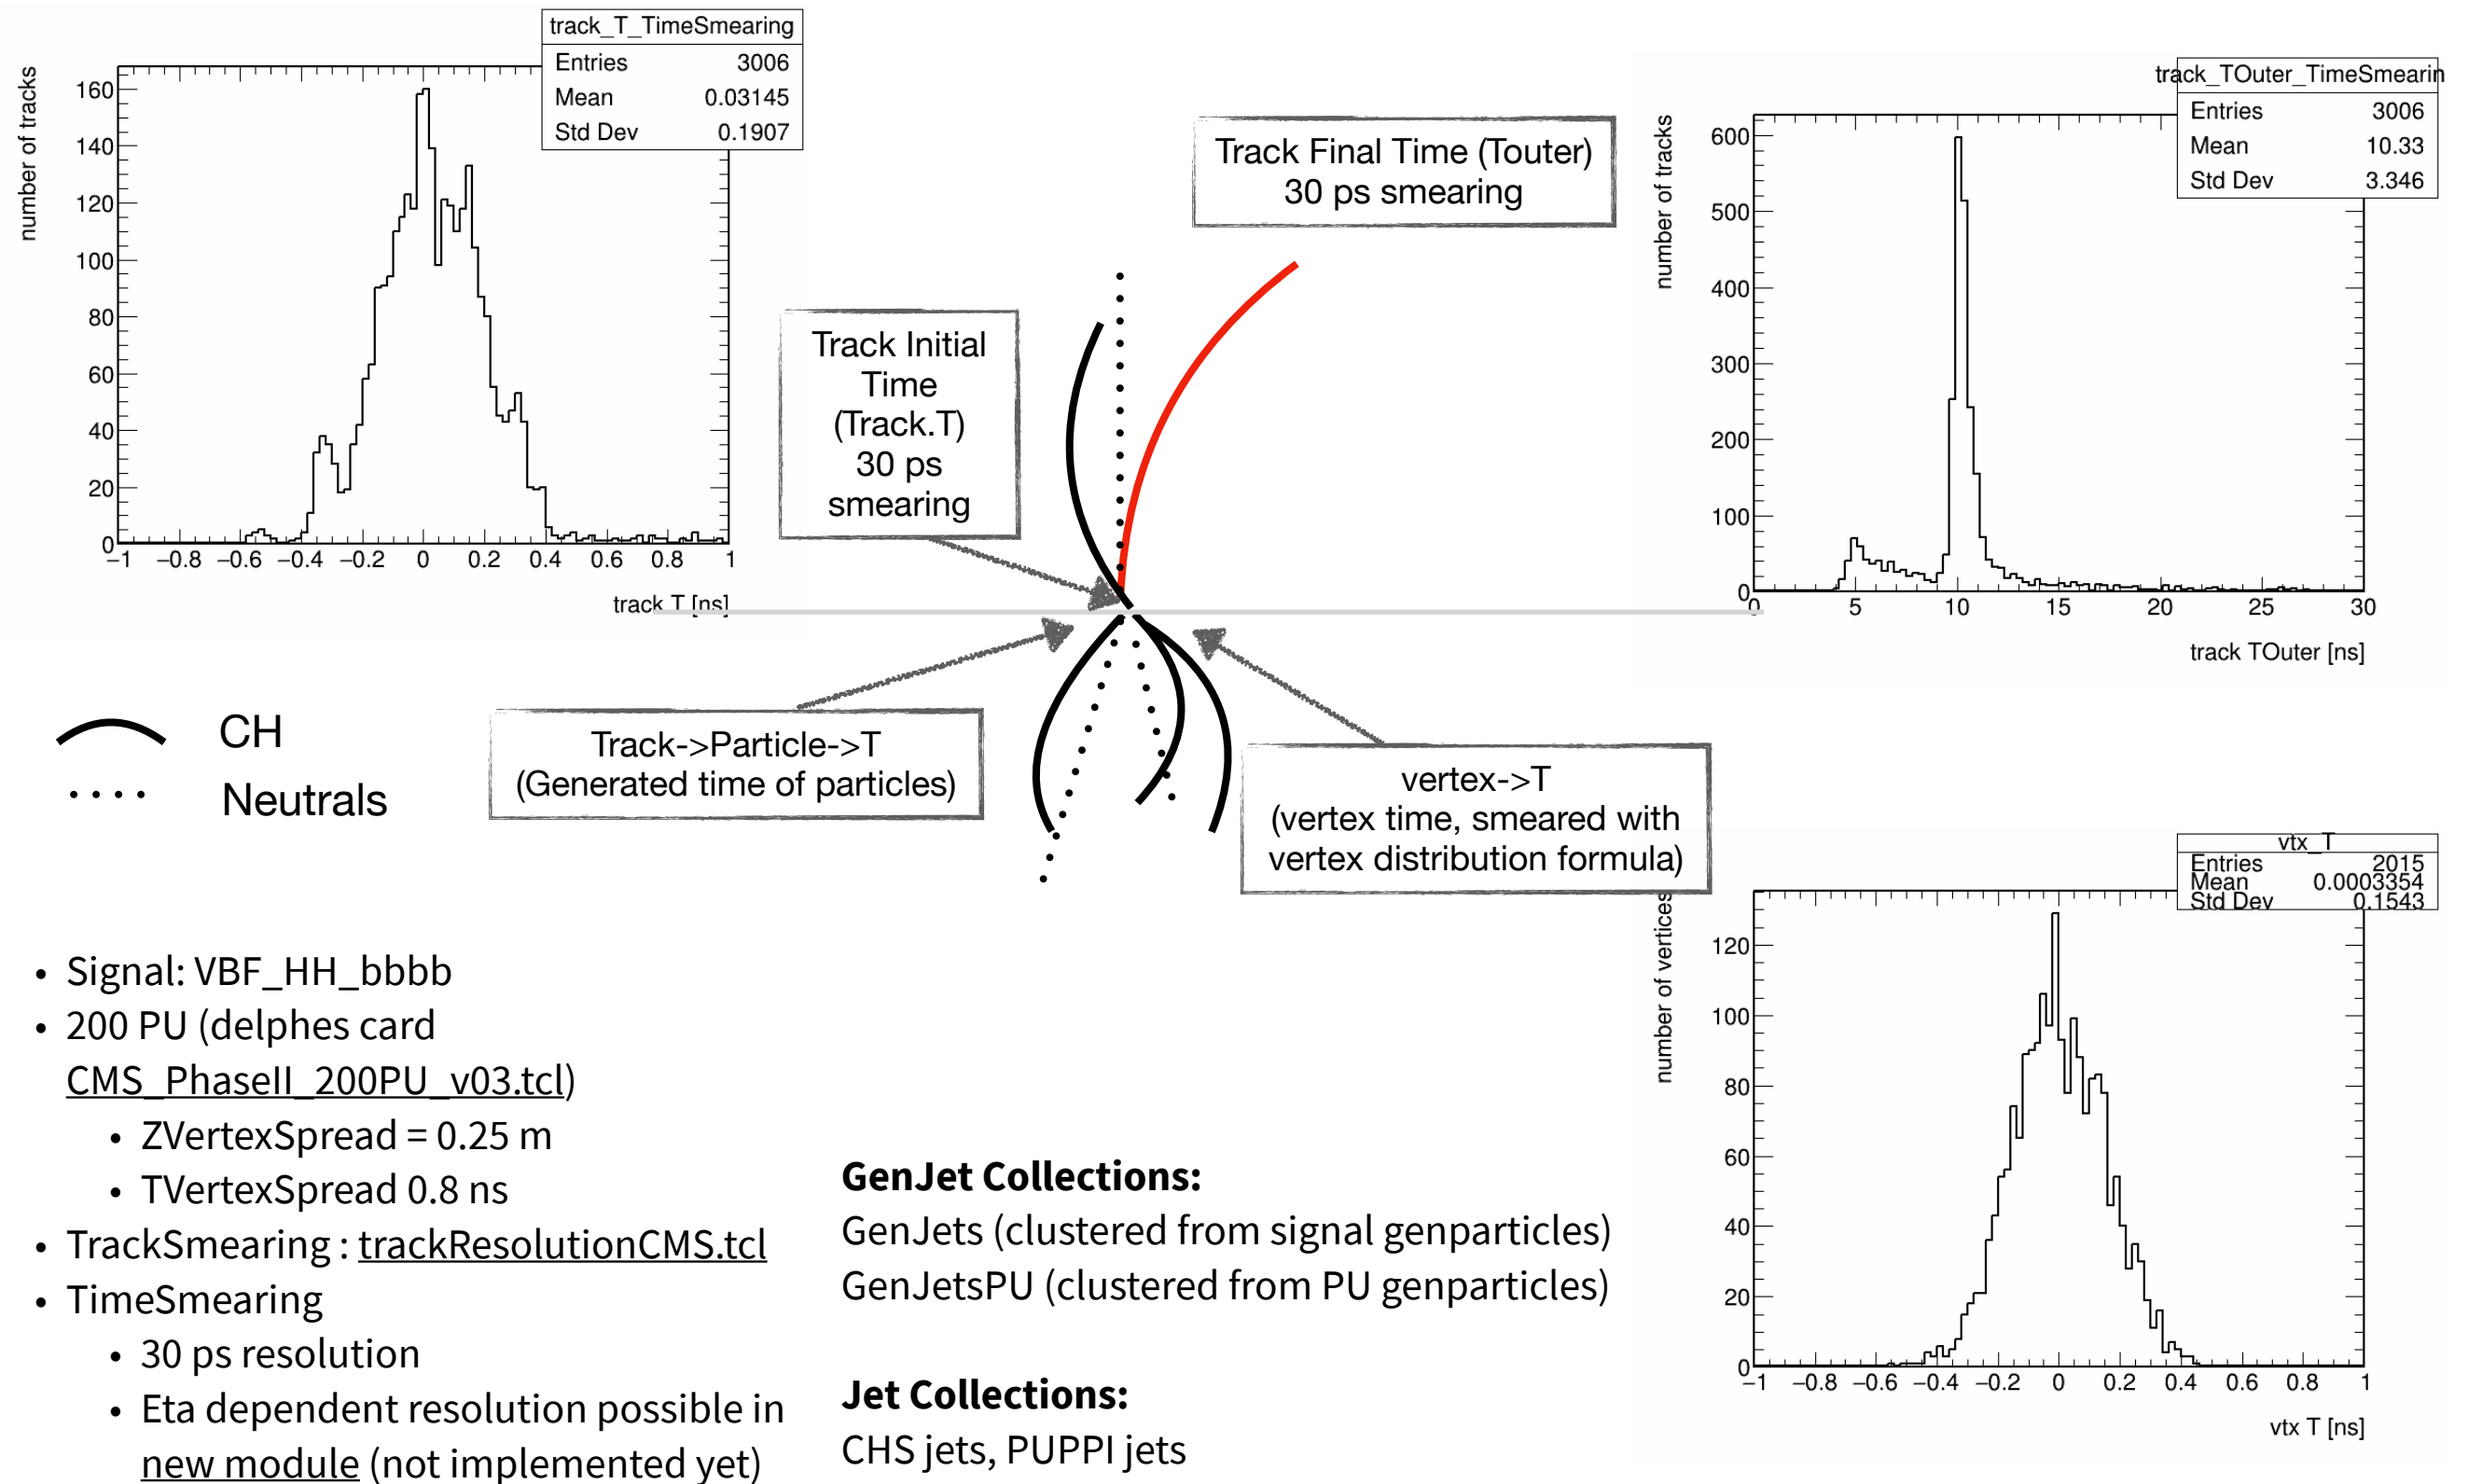 track_T_TimeSmearing
Entries 3006
Mean 0.03145
Std Dev 0.1907
number of tracks
160
140
120
100
80
60
40
20
0
−1 −0.8 −0.6 −0.4 −0.2 0 0.2 0.4 0.6 0.8 1
track T [ns]
Track Final Time (Touter)
30 ps smearing
track_TOuter_TimeSmearin
Entries 3006
Mean 10.33
Std Dev 3.346
number of tracks
600
500
400
300
200
100
0
0 5 10 15 20 25 30
track TOuter [ns]
Track Initial
Time
(Track.T)
30 ps
smearing
CH
Neutrals
Track->Particle->T
(Generated time of particles)
vertex->T
(vertex time, smeared with
vertex distribution formula)
vtx_T
Entries 2015
Mean 0.0003354
Std Dev 0.1543
number of vertices
120
100
80
60
40
20
0
−1 −0.8 −0.6 −0.4 −0.2 0 0.2 0.4 0.6 0.8 1
vtx T [ns]
• Signal: VBF_HH_bbbb
• 200 PU (delphes card
CMS_PhaseII_200PU_v03.tcl)
• ZVertexSpread = 0.25 m
• TVertexSpread 0.8 ns
• TrackSmearing : trackResolutionCMS.tcl
• TimeSmearing
• 30 ps resolution
• Eta dependent resolution possible in
new module (not implemented yet)
GenJet Collections:
GenJets (clustered from signal genparticles)
GenJetsPU (clustered from PU genparticles)
Jet Collections:
CHS jets, PUPPI jets